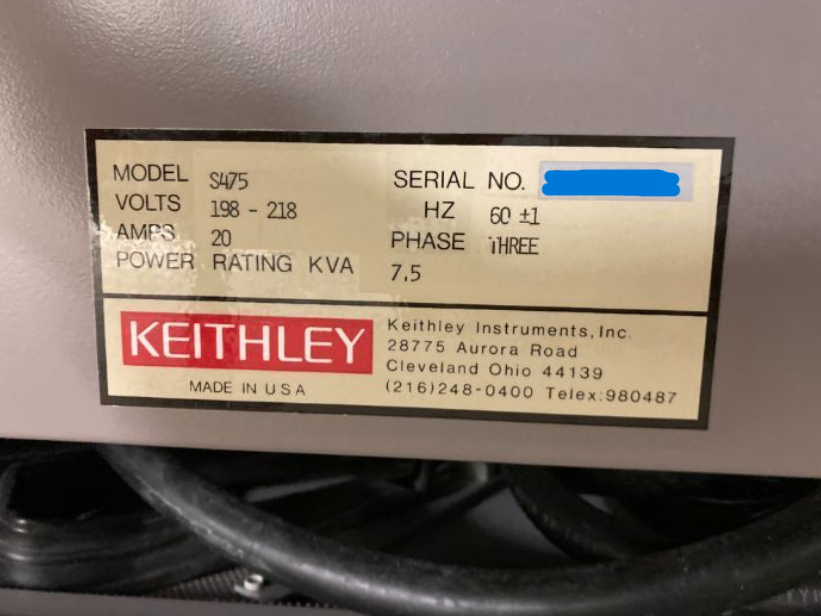 MODEL S475 SERIAL NO.
VOLTS 198 - 218 HZ 60 ±1
AMPS 20 PHASE THREE
POWER RATING KVA 7.5
KEITHLEY
MADE IN USA
Keithley Instruments, Inc.
28775 Aurora Road
Cleveland Ohio 44139
(216)248-0400 Telex:980487